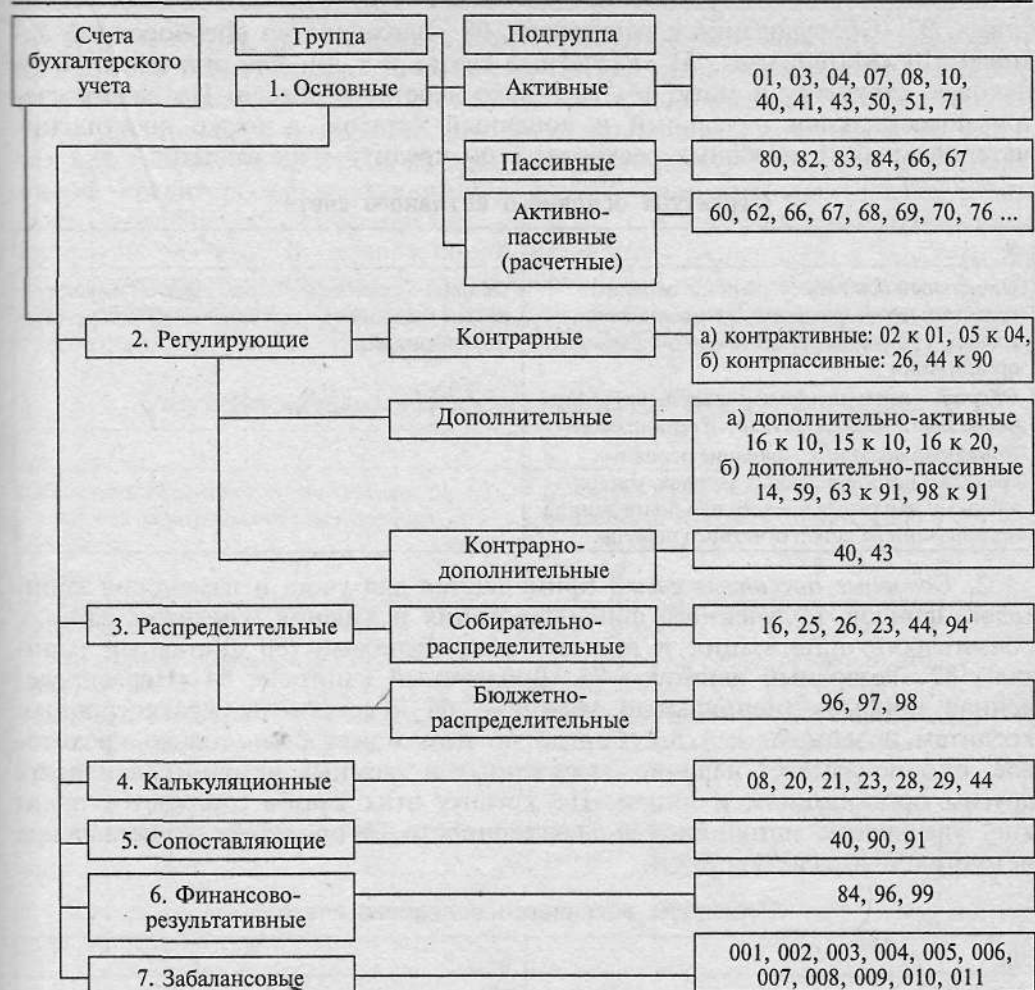 Счета
бухгалтерского
учета
Группа
1. Основные
Подгруппа
Активные
01, 03, 04, 07, 08, 10,
40, 41, 43, 50, 51, 71
Пассивные
80, 82, 83, 84, 66, 67
Активно-
пассивные
(расчетные)
60, 62, 66, 67, 68, 69, 70, 76 ...
2. Регулирующие
Контрарные
а) контрактивные: 02 к 01, 05 к 04,
б) контрпассивные: 26, 44 к 90
Дополнительные
а) дополнительно-активные
16 к 10, 15 к 10, 16 к 20,
б) дополнительно-пассивные
14, 59, 63 к 91, 98 к 91
Контрарно-
дополнительные
40, 43
3. Распределительные
Собирательно-
распределительные
16, 25, 26, 23, 44, 94
Бюджетно-
распределительные
96, 97, 98
4. Калькуляционные
08, 20, 21, 23, 28, 29, 44
5. Сопоставляющие
40, 90, 91
6. Финансово-
результативные
84, 96, 99
7. Забалансовые
001, 002, 003, 004, 005, 006,
007, 008, 009, 010, 011